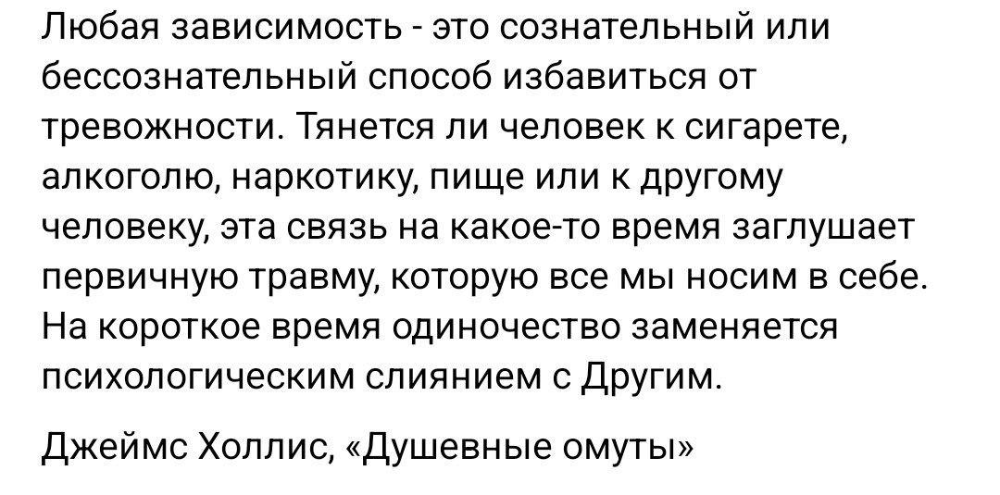 Любая зависимость - это сознательный или
бессознательный способ избавиться от
тревожности. Тянется ли человек к сигарете,
алкоголю, наркотику, пище или к другому
человеку, эта связь на какое-то время заглушает
первичную травму, которую все мы носим в себе.
На короткое время одиночество заменяется
психологическим слиянием с Другим.
Джеймс Холлис, «Душевные омуты»